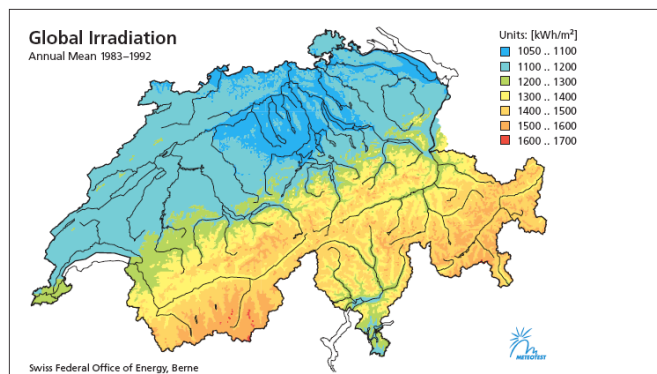 Global Irradiation
Annual Mean 1983–1992
Units: [kWh/m²]
1050 .. 1100
1100 .. 1200
1200 .. 1300
1300 .. 1400
1400 .. 1500
1500 .. 1600
1600 .. 1700
METEOTEST
Swiss Federal Office of Energy, Berne